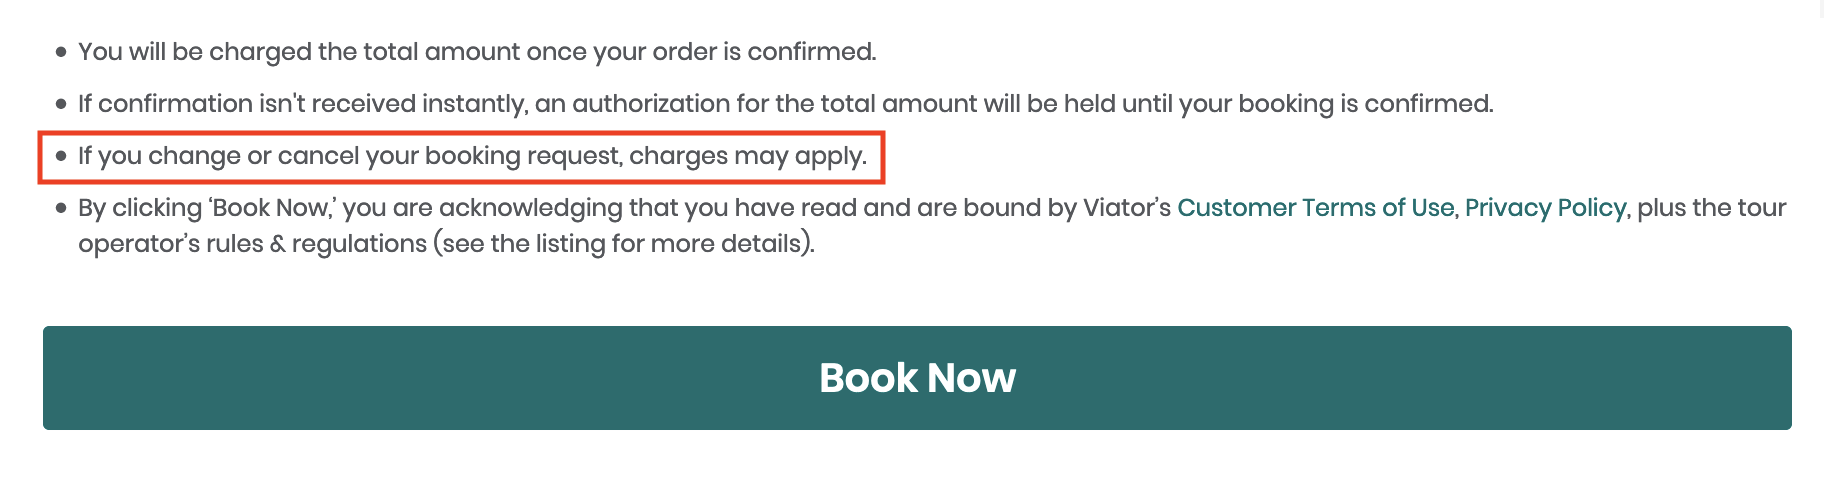 ● You will be charged the total amount once your order is confirmed.
● If confirmation isn't received instantly, an authorization for the total amount will be held until your booking is confirmed.
● If you change or cancel your booking request, charges may apply.
● By clicking ‘Book Now,’ you are acknowledging that you have read and are bound by Viator’s Customer Terms of Use, Privacy Policy, plus the tour
operator’s rules & regulations (see the listing for more details).
Book Now